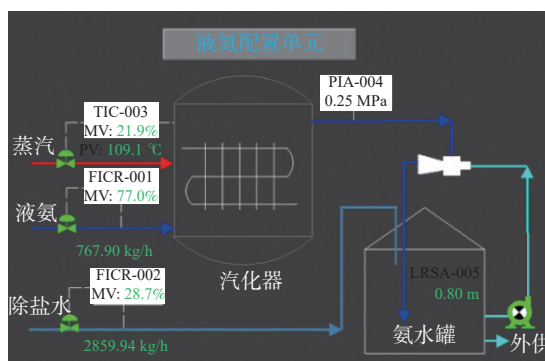 液氨配置单元
TIC-003
MV: 21.9%
PV: 109.1 ℃
蒸汽
FICR-001
MV: 77.0%
液氨
767.90 kg/h
FICR-002
MV: 28.7%
除盐水
2859.94 kg/h
汽化器
PIA-004
0.25 MPa
LRSA-005
0.80 m
氨水罐
外供